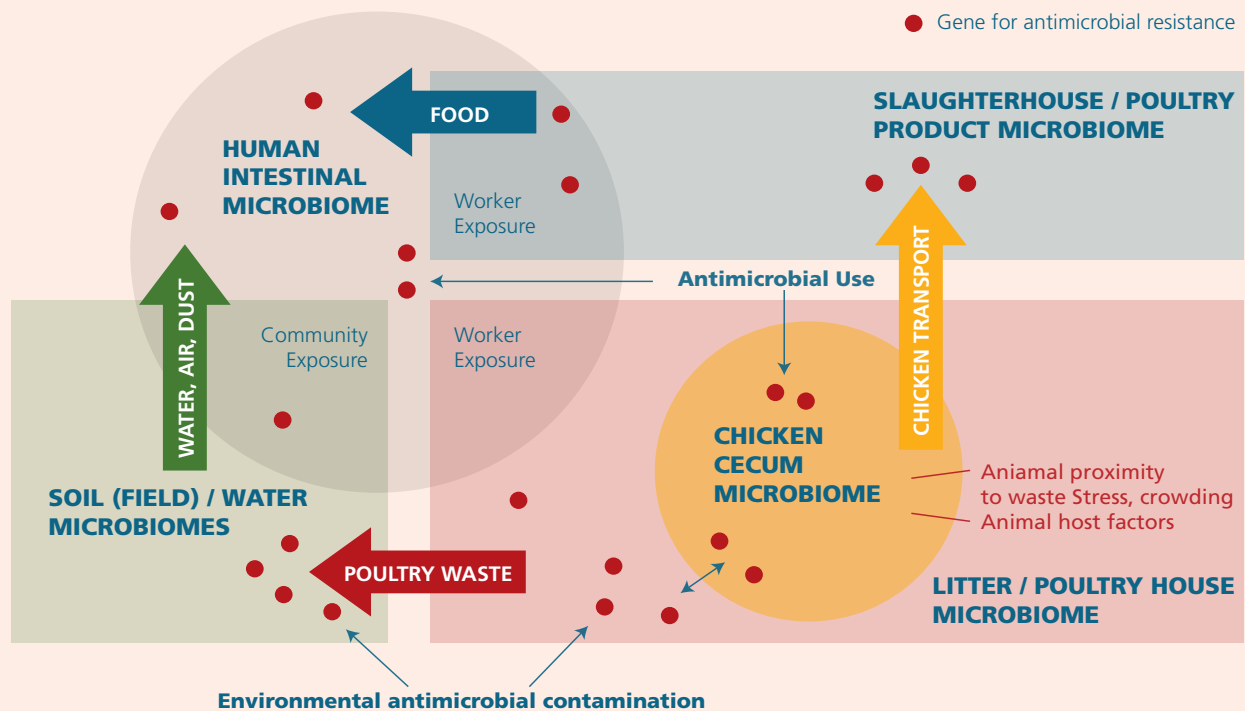 Gene for antimicrobial resistance
SLAUGHTERHOUSE / POULTRY
PRODUCT MICROBIOME
FOOD
HUMAN
INTESTINAL
MICROBIOME
Worker
Exposure
CHICKEN TRANSPORT
WATER, AIR, DUST
Antimicrobial Use
Community
Exposure
Worker
Exposure
CHICKEN
CECUM
MICROBIOME
Aniamal proximity
to waste Stress, crowding
Animal host factors
SOIL (FIELD) / WATER
MICROBIOMES
POULTRY WASTE
LITTER / POULTRY HOUSE
MICROBIOME
Environmental antimicrobial contamination